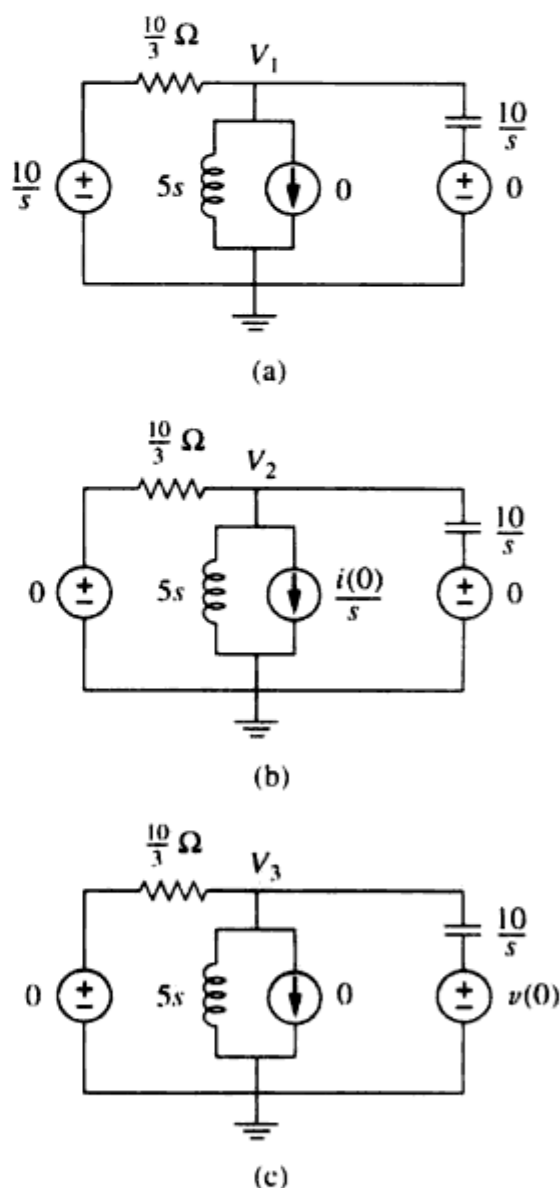 10/3 Ω
V1
10/s
+
−
5s
0
10/s
+
−
0
(a)
10/3 Ω
V2
0
+
−
5s
i(0)/s
10/s
+
−
0
(b)
10/3 Ω
V3
0
+
−
5s
0
10/s
+
−
v(0)
(c)